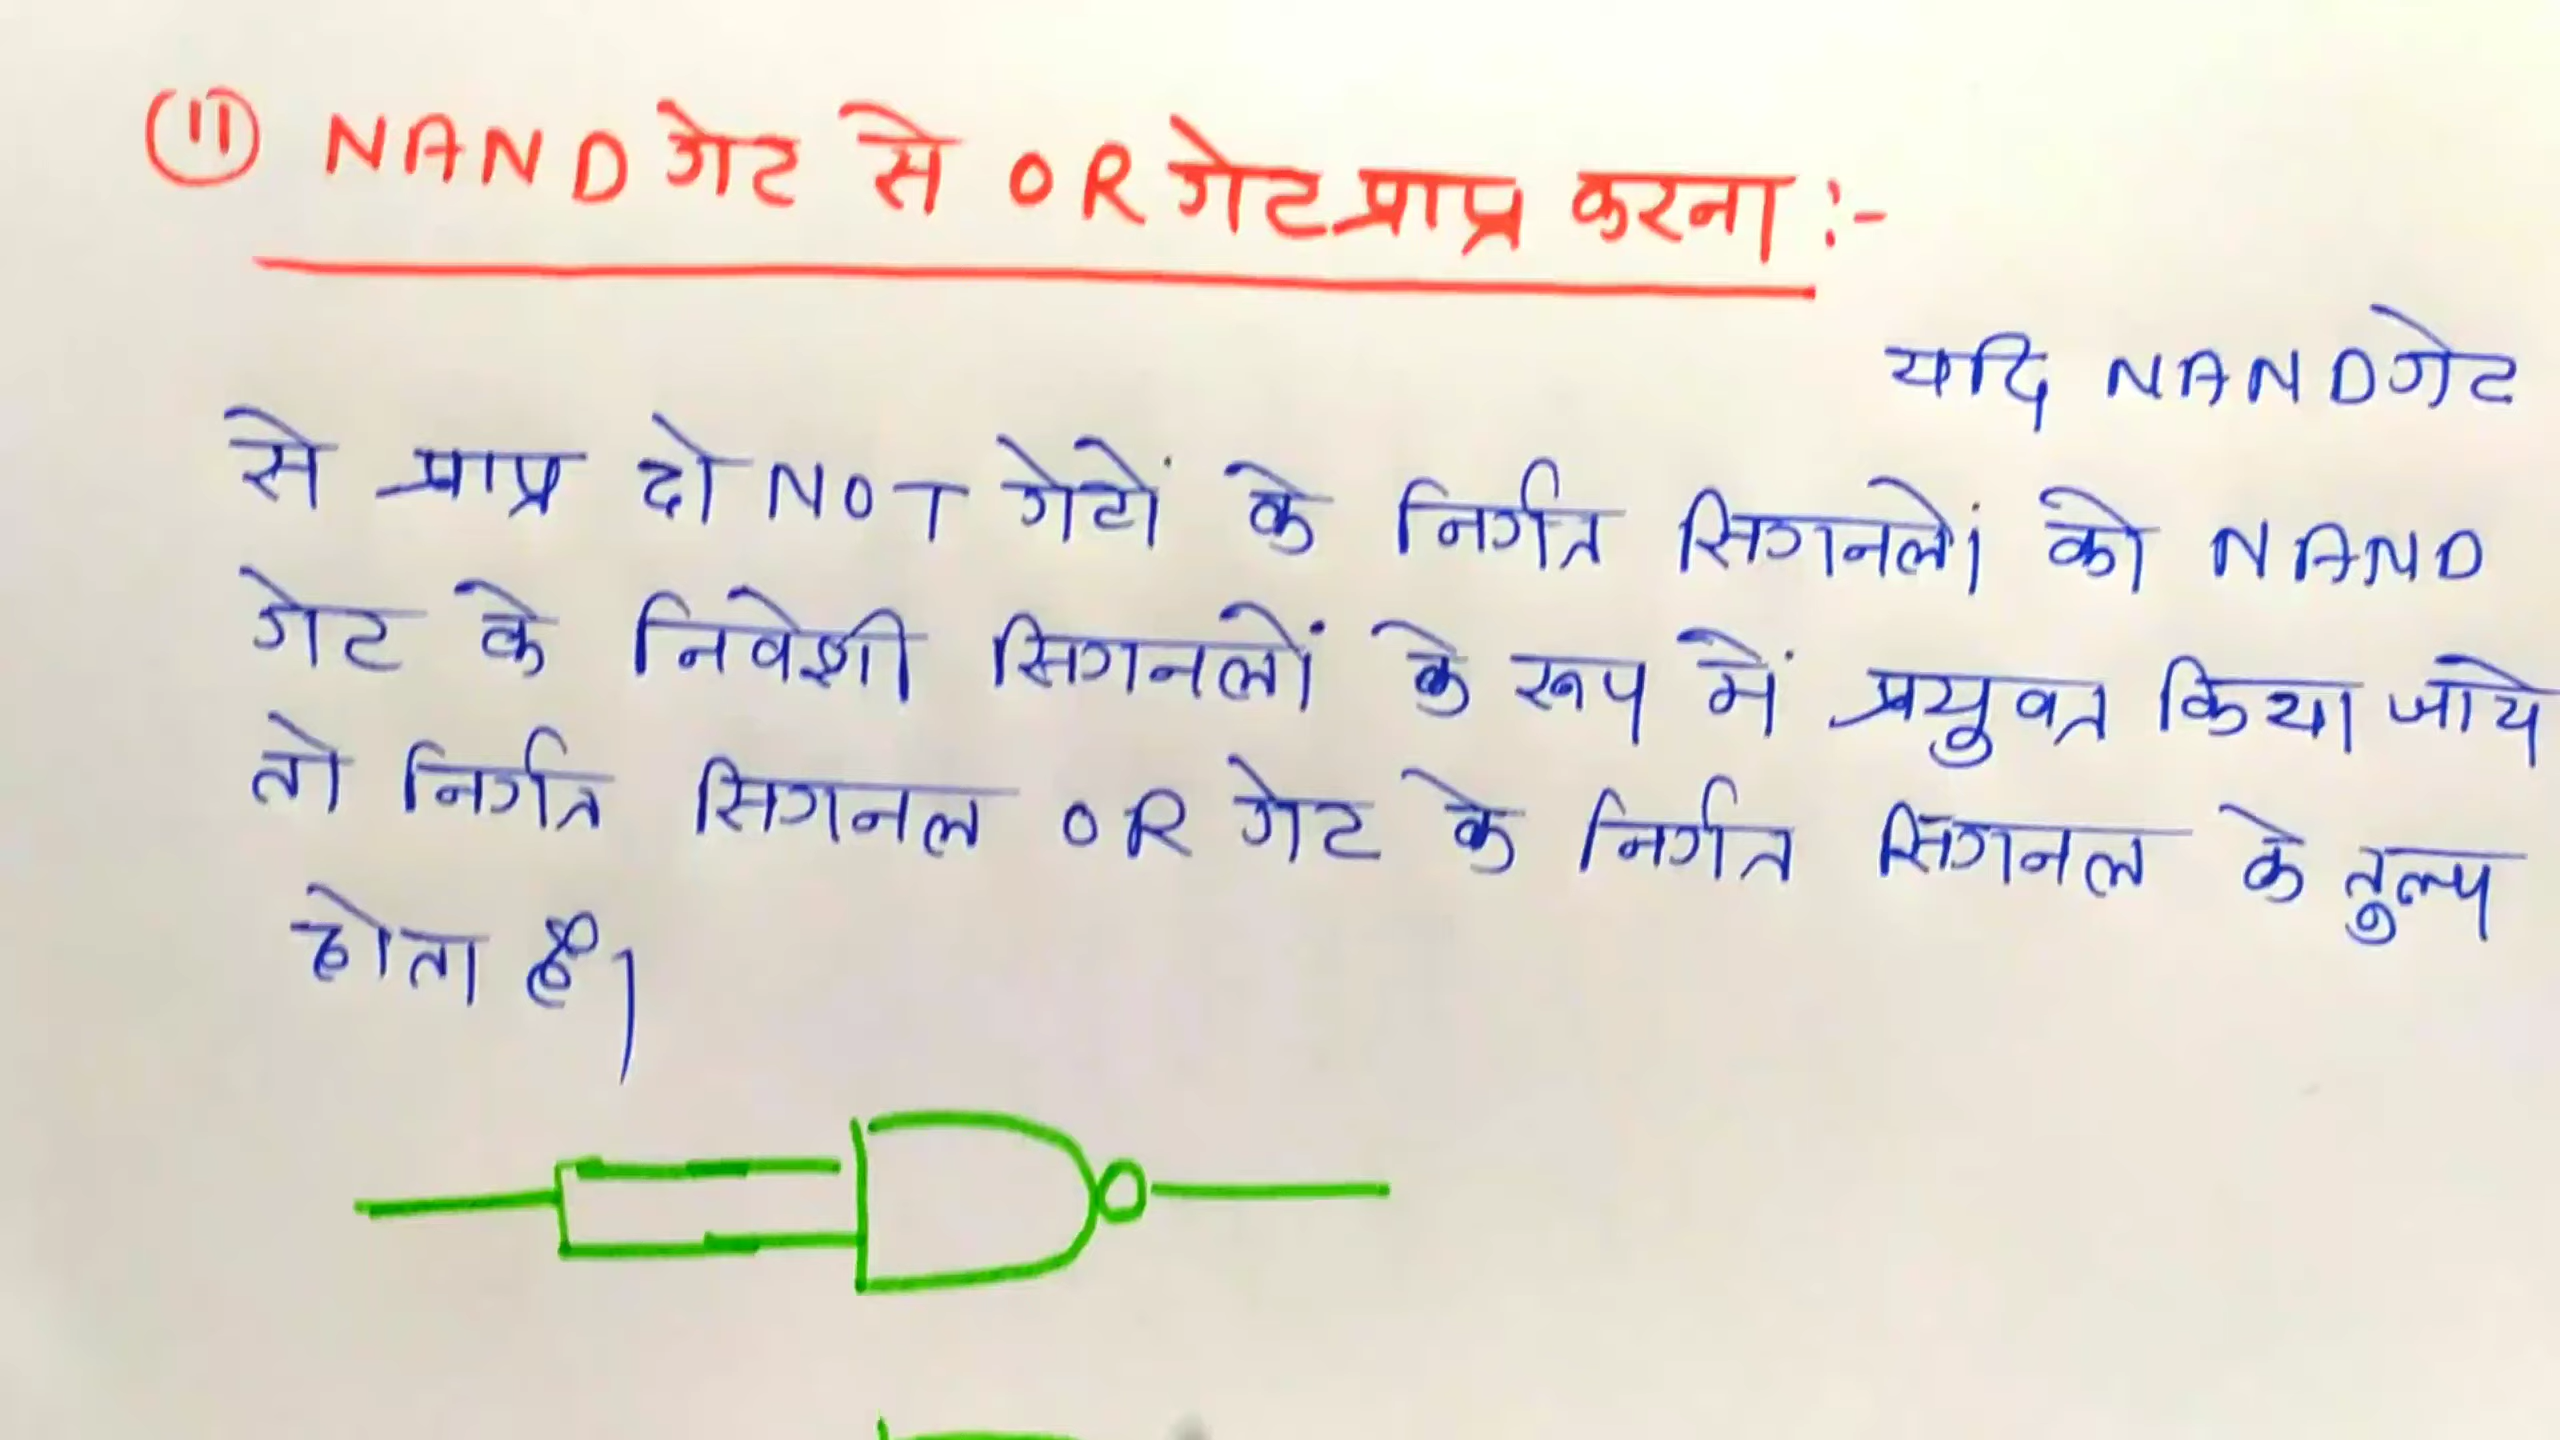 (II) NAND गेट से OR गेट प्राप्त करना :-
यदि NAND गेट
से प्राप्त दो NOT गेटों के निर्गत सिगनलों को NAND
गेट के निवेशी सिगनलों के रूप में प्रयुक्त किया जाये
तो निर्गत सिगनल OR गेट के निर्गत सिगनल के तुल्य
होता है।